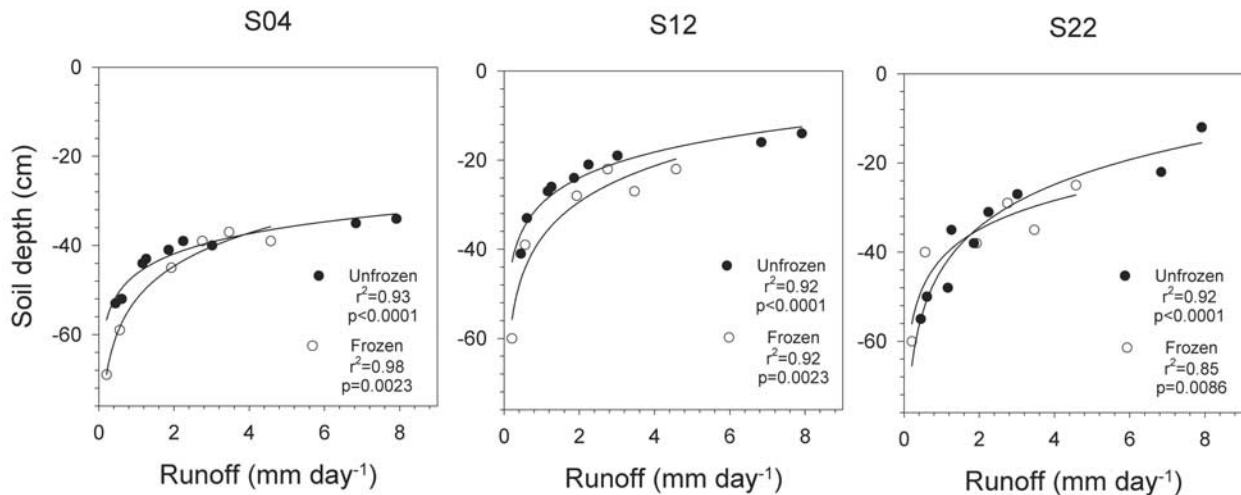 S04
S12
S22
Soil depth (cm)
0
-20
-40
-60
0
2
4
6
8
Unfrozen
r²=0.93
p<0.0001
Frozen
r²=0.98
p=0.0023
Runoff (mm day⁻¹)
0
-20
-40
-60
0
2
4
6
8
Unfrozen
r²=0.92
p<0.0001
Frozen
r²=0.92
p=0.0023
Runoff (mm day⁻¹)
0
-20
-40
-60
0
2
4
6
8
Unfrozen
r²=0.92
p<0.0001
Frozen
r²=0.85
p=0.0086
Runoff (mm day⁻¹)